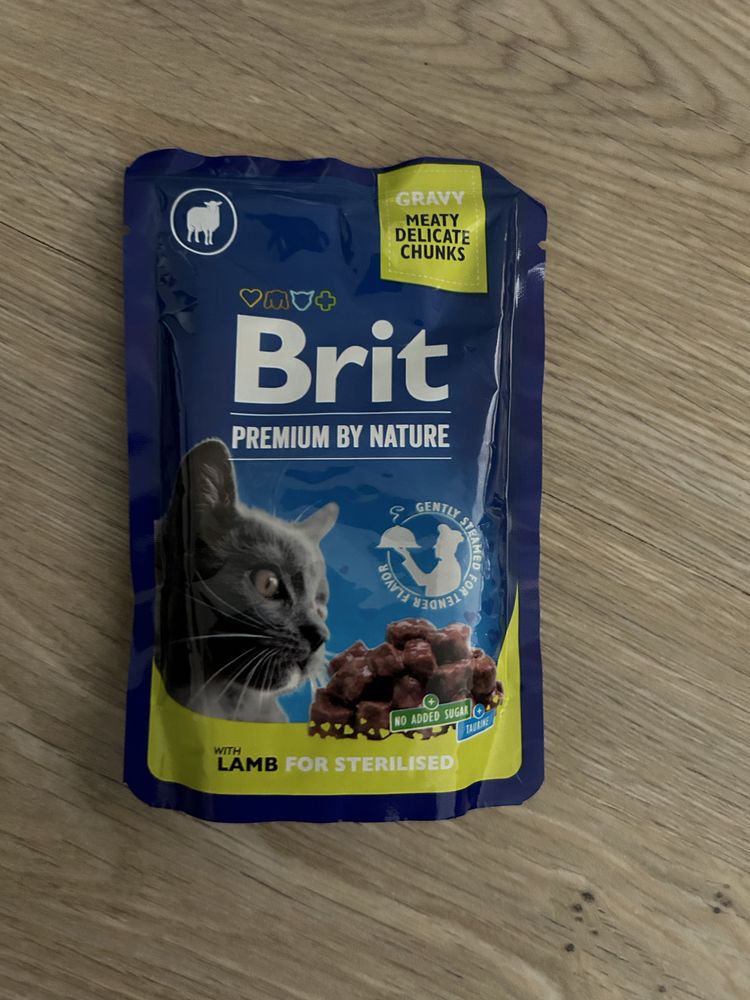 GRAVY
MEATY
DELICATE
CHUNKS
Brit
PREMIUM BY NATURE
GENTLY STEAMED FOR TENDER FLAVOR
NO ADDED SUGAR
TAURINE
WITH
LAMB FOR STERILISED